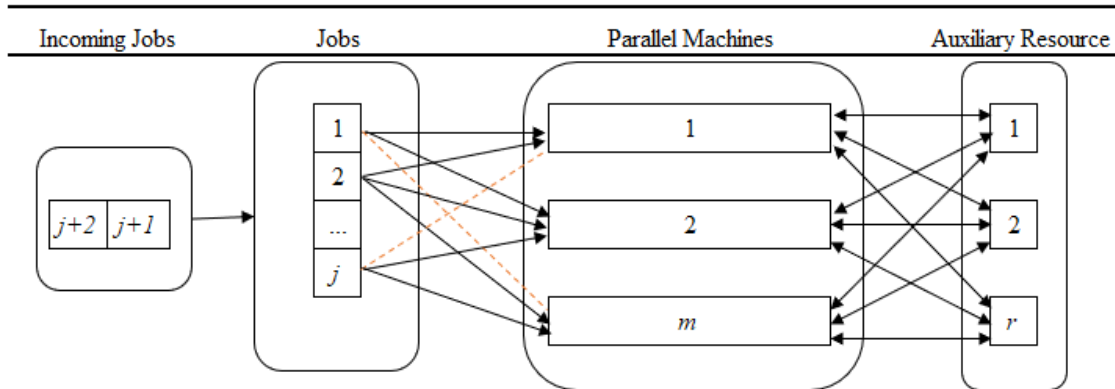 Incoming Jobs Jobs Parallel Machines Auxiliary Resource
1 1 1
2
j+2 j+1 2 2
...
j
m r